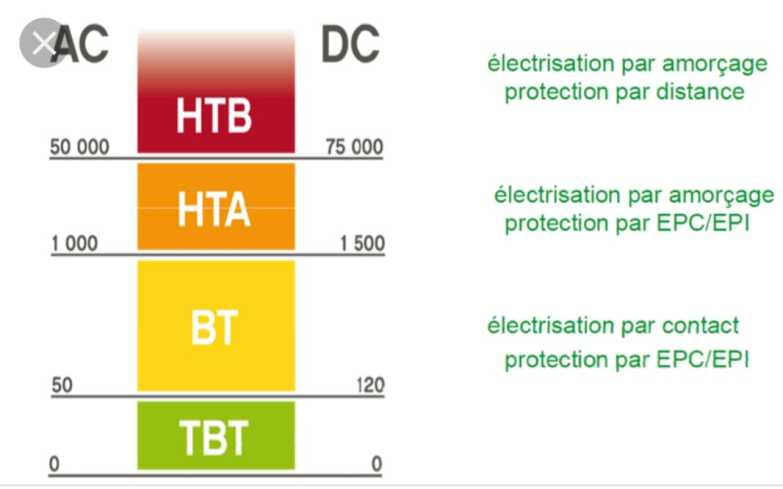 AC DC
électrisation par amorçage
protection par distance
HTB
50 000 75 000
électrisation par amorçage
HTA
protection par EPC/EPI
1 000 1 500
électrisation par contact
BT
protection par EPC/EPI
50 120
TBT
0 0